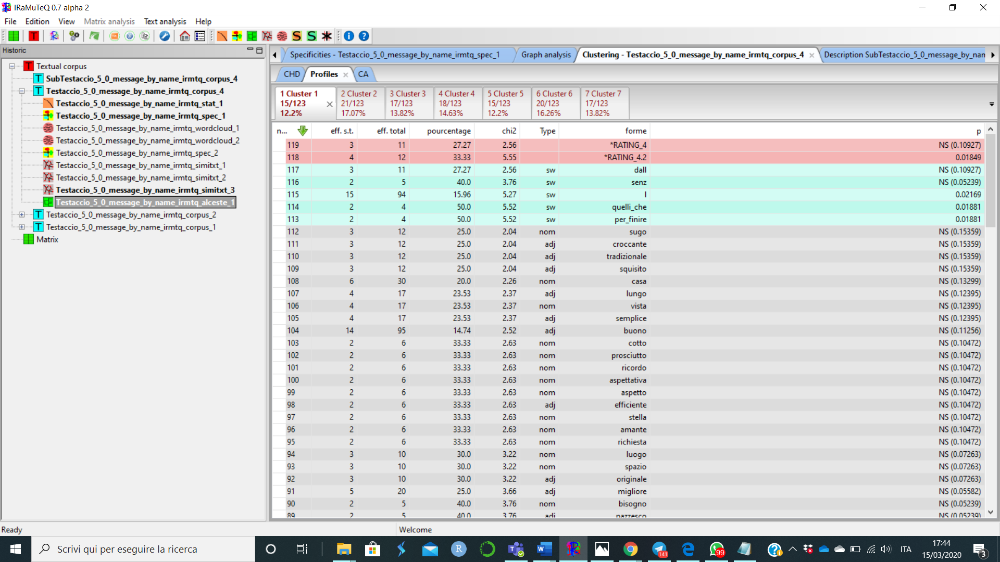 IRaMuTeQ 0.7 alpha 2
File Edition View Matrix analysis Text analysis Help
Historic
Textual corpus
SubTestaccio_5_0_message_by_name_irmtq_corpus_4
Testaccio_5_0_message_by_name_irmtq_corpus_4
Testaccio_5_0_message_by_name_irmtq_stat_1
Testaccio_5_0_message_by_name_irmtq_spec_1
Testaccio_5_0_message_by_name_irmtq_wordcloud_1
Testaccio_5_0_message_by_name_irmtq_wordcloud_2
Testaccio_5_0_message_by_name_irmtq_spec_2
Testaccio_5_0_message_by_name_irmtq_simitxt_1
Testaccio_5_0_message_by_name_irmtq_simitxt_2
Testaccio_5_0_message_by_name_irmtq_simitxt_3
Testaccio_5_0_message_by_name_irmtq_alceste_1
Testaccio_5_0_message_by_name_irmtq_corpus_2
Testaccio_5_0_message_by_name_irmtq_corpus_1
Matrix
Specificities - Testaccio_5_0_message_by_name_irmtq_spec_1 Graph analysis Clustering - Testaccio_5_0_message_by_name_irmtq_corpus_4 Description SubTestaccio_5_0_message_by_nan
CHD Profiles CA
1 Cluster 1 2 Cluster 2 3 Cluster 3 4 Cluster 4 5 Cluster 5 6 Cluster 6 7 Cluster 7
15/123 21/123 17/123 18/123 15/123 20/123 17/123
12.2% 17.07% 13.82% 14.63% 12.2% 16.26% 13.82%
n... eff. s.t. eff. total pourcentage chi2 Type forme p
119 3 11 27.27 2.56 *RATING_4 NS (0.10927)
118 4 12 33.33 5.55 *RATING_4.2 0.01849
117 3 11 27.27 2.56 sw dall NS (0.10927)
116 2 5 40.0 3.76 sw senz NS (0.05239)
115 15 94 15.96 5.27 sw l 0.02169
114 2 4 50.0 5.52 sw quelli_che 0.01881
113 2 4 50.0 5.52 sw per_finire 0.01881
112 3 12 25.0 2.04 nom sugo NS (0.15359)
111 3 12 25.0 2.04 adj croccante NS (0.15359)
110 3 12 25.0 2.04 adj tradizionale NS (0.15359)
109 3 12 25.0 2.04 adj squisito NS (0.15359)
108 6 30 20.0 2.26 nom casa NS (0.13299)
107 4 17 23.53 2.37 adj lungo NS (0.12395)
106 4 17 23.53 2.37 nom vista NS (0.12395)
105 4 17 23.53 2.37 adj semplice NS (0.12395)
104 14 95 14.74 2.52 adj buono NS (0.11256)
103 2 6 33.33 2.63 nom cotto NS (0.10472)
102 2 6 33.33 2.63 nom prosciutto NS (0.10472)
101 2 6 33.33 2.63 nom ricordo NS (0.10472)
100 2 6 33.33 2.63 nom aspettativa NS (0.10472)
99 2 6 33.33 2.63 nom aspetto NS (0.10472)
98 2 6 33.33 2.63 adj efficiente NS (0.10472)
97 2 6 33.33 2.63 nom stella NS (0.10472)
96 2 6 33.33 2.63 nom amante NS (0.10472)
95 2 6 33.33 2.63 nom richiesta NS (0.10472)
94 3 10 30.0 3.22 nom luogo NS (0.07263)
93 3 10 30.0 3.22 nom spazio NS (0.07263)
92 3 10 30.0 3.22 adj originale NS (0.07263)
91 5 20 25.0 3.66 adj migliore NS (0.05582)
90 2 5 40.0 3.76 nom bisogno NS (0.05239)
89 2 5 40.0 3.76 adj pazzesco NS (0.05239)
Ready Welcome
Scrivi qui per eseguire la ricerca
99
141
ITA
17:44
15/03/2020
3